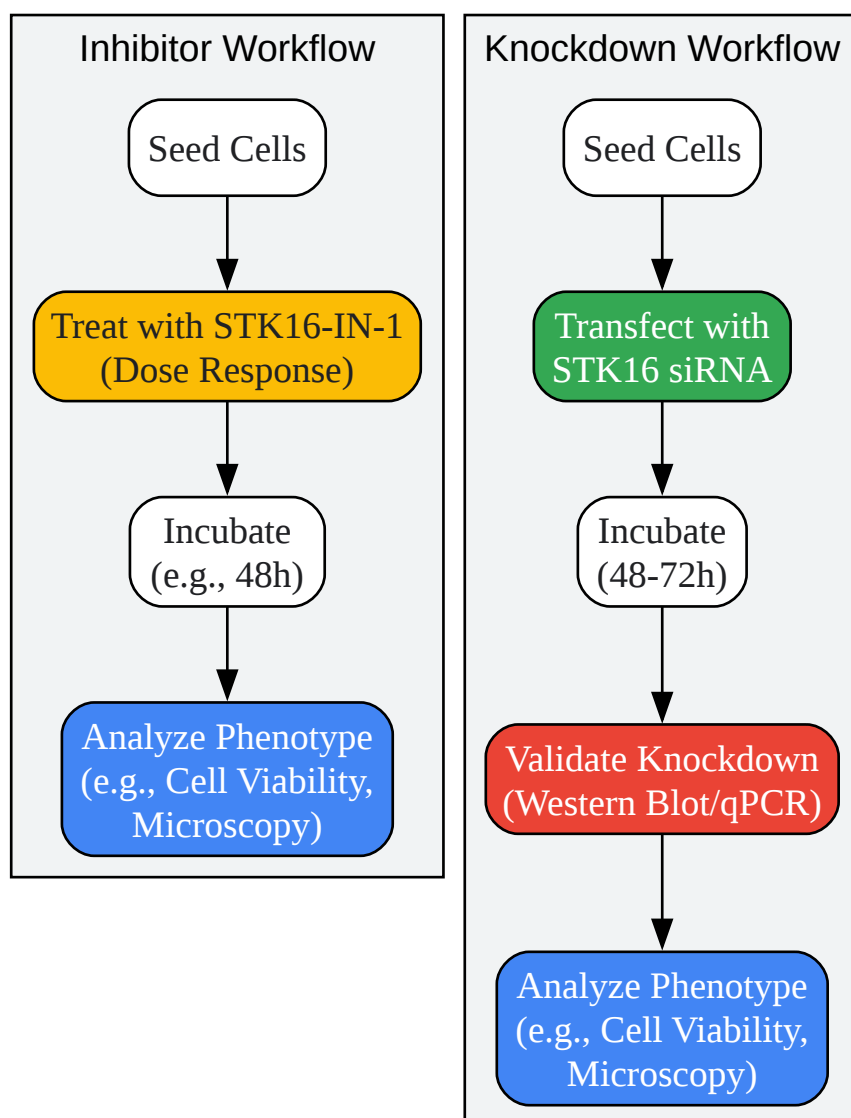 Inhibitor Workflow
Seed Cells
Treat with STK16-IN-1
(Dose Response)
Incubate
(e.g., 48h)
Analyze Phenotype
(e.g., Cell Viability,
Microscopy)
Knockdown Workflow
Seed Cells
Transfect with
STK16 siRNA
Incubate
(48-72h)
Validate Knockdown
(Western Blot/qPCR)
Analyze Phenotype
(e.g., Cell Viability,
Microscopy)